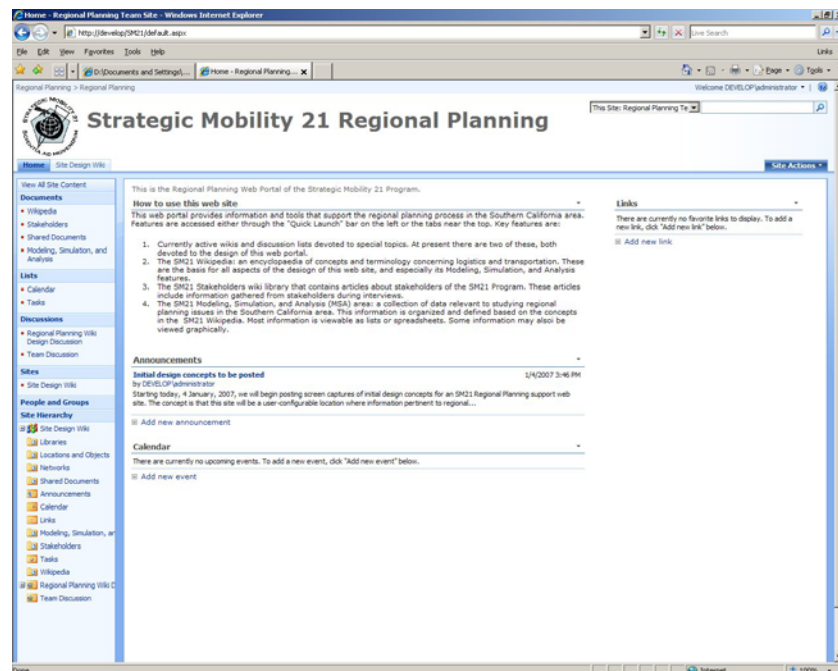 Home - Regional Planning Team Site - Windows Internet Explorer
http://develop/SM21/default.aspx
Live Search
File Edit View Favorites Tools Help
Links
D:\Documents and Settings\...
Home - Regional Planning...
Page
Tools
Regional Planning > Regional Planning
Welcome DEVELOP\administrator
STRATEGIC MOBILITY 21
SCIENTIA AD MOVENDUM
Strategic Mobility 21 Regional Planning
This Site: Regional Planning Te
Home
Site Design Wiki
Site Actions
View All Site Content
Documents
Wikipedia
Stakeholders
Shared Documents
Modeling, Simulation, and
Analysis
Lists
Calendar
Tasks
Discussions
Regional Planning Wiki
Design Discussion
Team Discussion
Sites
Site Design Wiki
People and Groups
Site Hierarchy
Site Design Wiki
Libraries
Locations and Objects
Networks
Shared Documents
Announcements
Calendar
Links
Modeling, Simulation, an
Stakeholders
Tasks
Wikipedia
Regional Planning Wiki D
Team Discussion
This is the Regional Planning Web Portal of the Strategic Mobility 21 Program.
How to use this web site
This web portal provides information and tools that support the regional planning process in the Southern California area.
Features are accessed either through the "Quick Launch" bar on the left or the tabs near the top. Key features are:
1. Currently active wikis and discussion lists devoted to special topics. At present there are two of these, both
devoted to the design of this web portal.
2. The SM21 Wikipedia: an encyclopaedia of concepts and terminology concerning logistics and transportation. These
are the basis for all aspects of the desiogn of this web site, and especially its Modeling, Simulation, and Analysis
features.
3. The SM21 Stakeholders wiki library that contains articles about stakeholders of the SM21 Program. These articles
include information gathered from stakeholders during interviews.
4. The SM21 Modeling, Simulation, and Analysis (MSA) area: a collection of data relevant to studying regional
planning issues in the Southern California area. This information is organized and defined based on the concepts
in the SM21 Wikipedia. Most information is viewable as lists or spreadsheets. Some information may alsoi be
viewed graphically.
Announcements
Initial design concepts to be posted 1/4/2007 3:46 PM
by DEVELOP\administrator
Starting today, 4 January, 2007, we will begin posting screen captures of initial design concepts for an SM21 Regional Planning support web
site. The concept is that this site will be a user-configurable location where information pertinent to regional...
Add new announcement
Calendar
There are currently no upcoming events. To add a new event, click "Add new event" below.
Add new event
Links
There are currently no favorite links to display. To add a
new link, click "Add new link" below.
Add new link
Done
Internet
100%